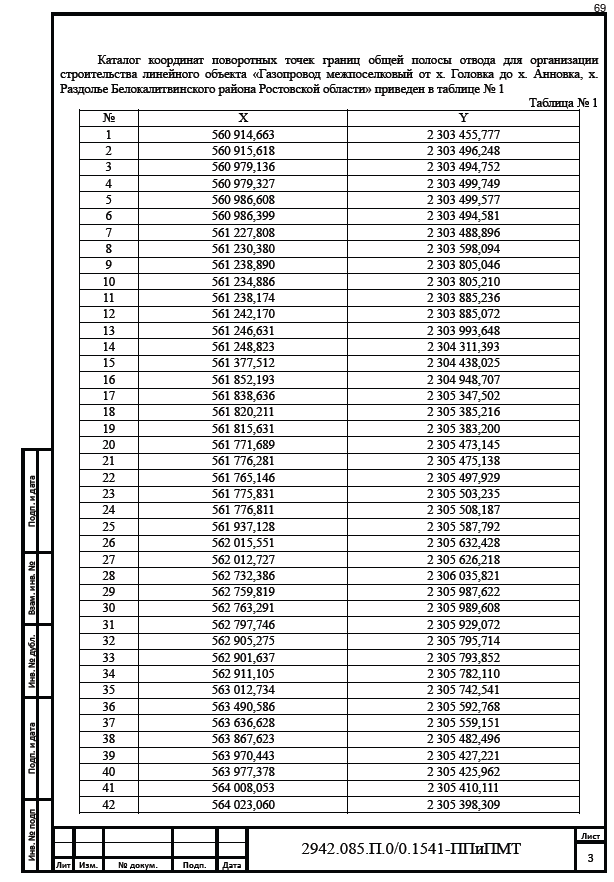 69
Каталог координат поворотных точек границ общей полосы отвода для организации
строительства линейного объекта «Газопровод межпоселковый от х. Головка до х. Анновка, х.
Раздолье Белокалитвинского района Ростовской области» приведен в таблице № 1
Таблица № 1
№ X Y
1 560 914,663 2 303 455,777
2 560 915,618 2 303 496,248
3 560 979,136 2 303 494,752
4 560 979,327 2 303 499,749
5 560 986,608 2 303 499,577
6 560 986,399 2 303 494,581
7 561 227,808 2 303 488,896
8 561 230,380 2 303 598,094
9 561 238,890 2 303 805,046
10 561 234,886 2 303 805,210
11 561 238,174 2 303 885,236
12 561 242,170 2 303 885,072
13 561 246,631 2 303 993,648
14 561 248,823 2 304 311,393
15 561 377,512 2 304 438,025
16 561 852,193 2 304 948,707
17 561 838,636 2 305 347,502
18 561 820,211 2 305 385,216
19 561 815,631 2 305 383,200
20 561 771,689 2 305 473,145
21 561 776,281 2 305 475,138
22 561 765,146 2 305 497,929
23 561 775,831 2 305 503,235
24 561 776,811 2 305 508,187
25 561 937,128 2 305 587,792
26 562 015,551 2 305 632,428
27 562 012,727 2 305 626,218
28 562 732,386 2 306 035,821
29 562 759,819 2 305 987,622
30 562 763,291 2 305 989,608
31 562 797,746 2 305 929,072
32 562 905,275 2 305 795,714
33 562 901,637 2 305 793,852
34 562 911,105 2 305 782,110
35 563 012,734 2 305 742,541
36 563 490,586 2 305 592,768
37 563 636,628 2 305 559,151
38 563 867,623 2 305 482,496
39 563 970,443 2 305 427,221
40 563 977,378 2 305 425,962
41 564 008,053 2 305 410,111
42 564 023,060 2 305 398,309
Подп. и дата
Взам. инв. №
Инв. № дубл.
Подп. и дата
Инв. № подп
Лит Изм. № докум. Подп. Дата
2942.085.П.0/0.1541-ППиПМТ
Лист
3